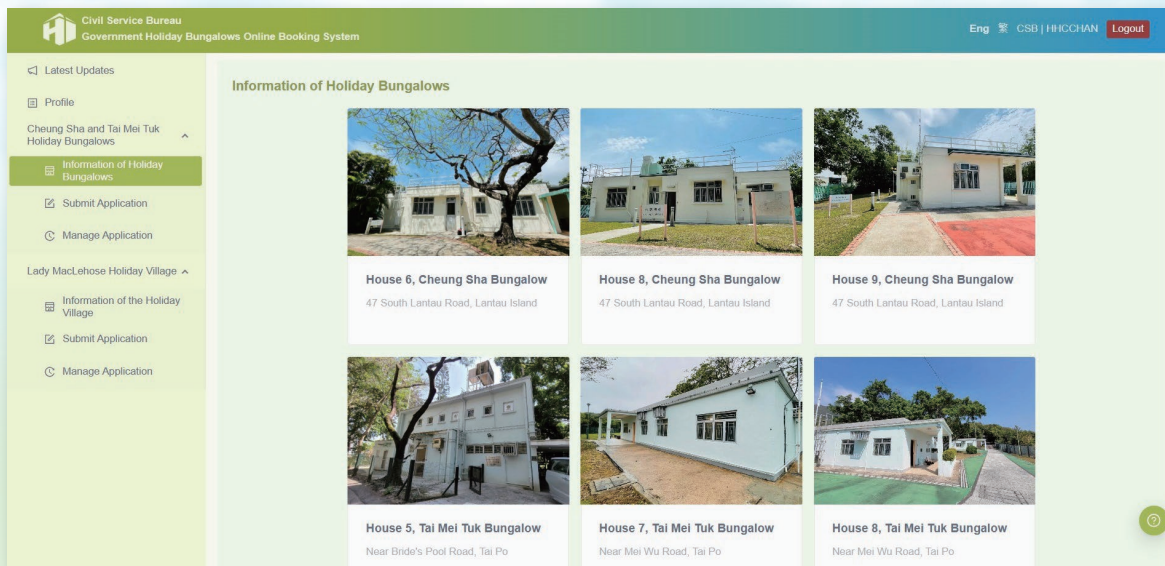 Civil Service Bureau
Government Holiday Bungalows Online Booking System
Eng 繁 CSB | HHCCHAN Logout
Latest Updates
Profile
Cheung Sha and Tai Mei Tuk
Holiday Bungalows
Information of Holiday
Bungalows
Submit Application
Manage Application
Lady MacLehose Holiday Village
Information of the Holiday
Village
Submit Application
Manage Application
Information of Holiday Bungalows
House 6, Cheung Sha Bungalow
47 South Lantau Road, Lantau Island
House 8, Cheung Sha Bungalow
47 South Lantau Road, Lantau Island
House 9, Cheung Sha Bungalow
47 South Lantau Road, Lantau Island
House 5, Tai Mei Tuk Bungalow
Near Bride's Pool Road, Tai Po
House 7, Tai Mei Tuk Bungalow
Near Mei Wu Road, Tai Po
House 8, Tai Mei Tuk Bungalow
Near Mei Wu Road, Tai Po